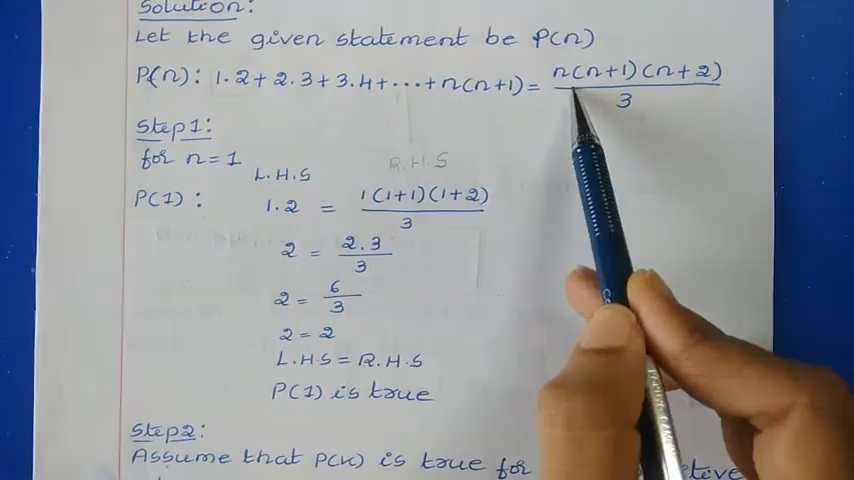 Solution:
Let the given statement be P(n)
P(n): 1.2+2.3+3.4+...+n(n+1)= n(n+1)(n+2)/3
Step1:
for n=1
L.H.S R.H.S
P(1): 1.2 = 1(1+1)(1+2)/3
2 = 2.3/3
2 = 6/3
2 = 2
L.H.S = R.H.S
P(1) is true
Step2:
Assume that P(k) is true for